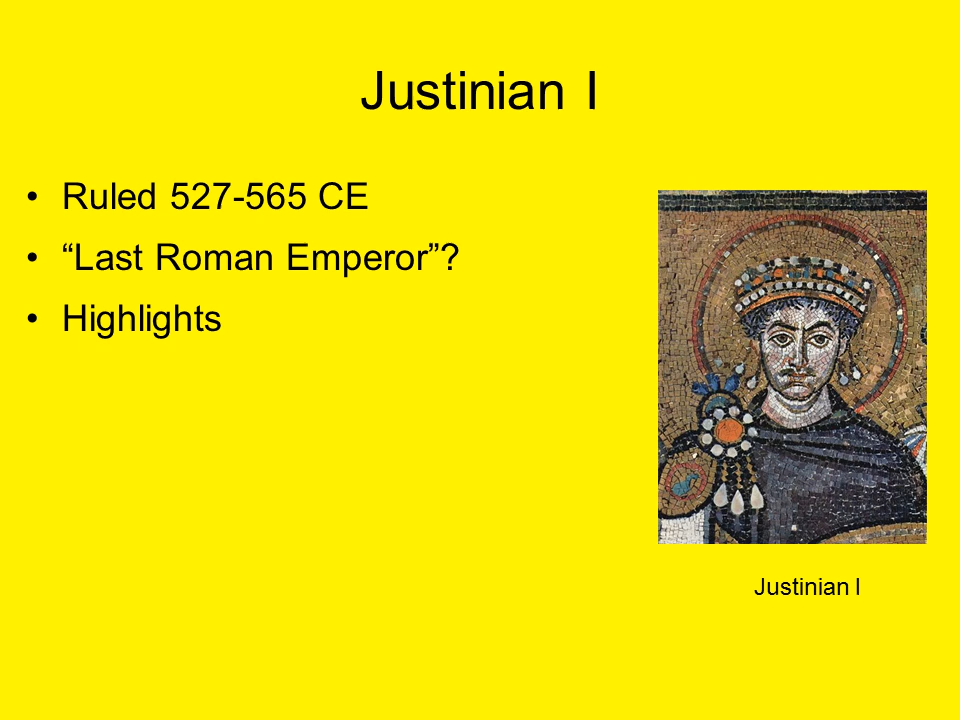 Justinian I
• Ruled 527-565 CE
• “Last Roman Emperor”?
• Highlights
Justinian I